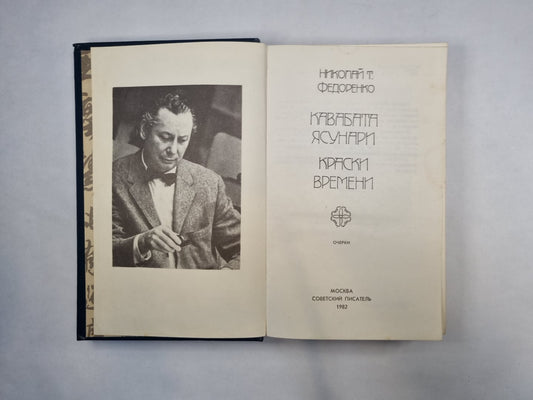 НИКОЛАЙ Т.
ФЕДОРЕНКО
КАВАБАТА
ЯСУНАРИ
КРАСКИ
ВРЕМЕНИ
ОЧЕРКИ
МОСКВА
СОВЕТСКИЙ ПИСАТЕЛЬ
1982